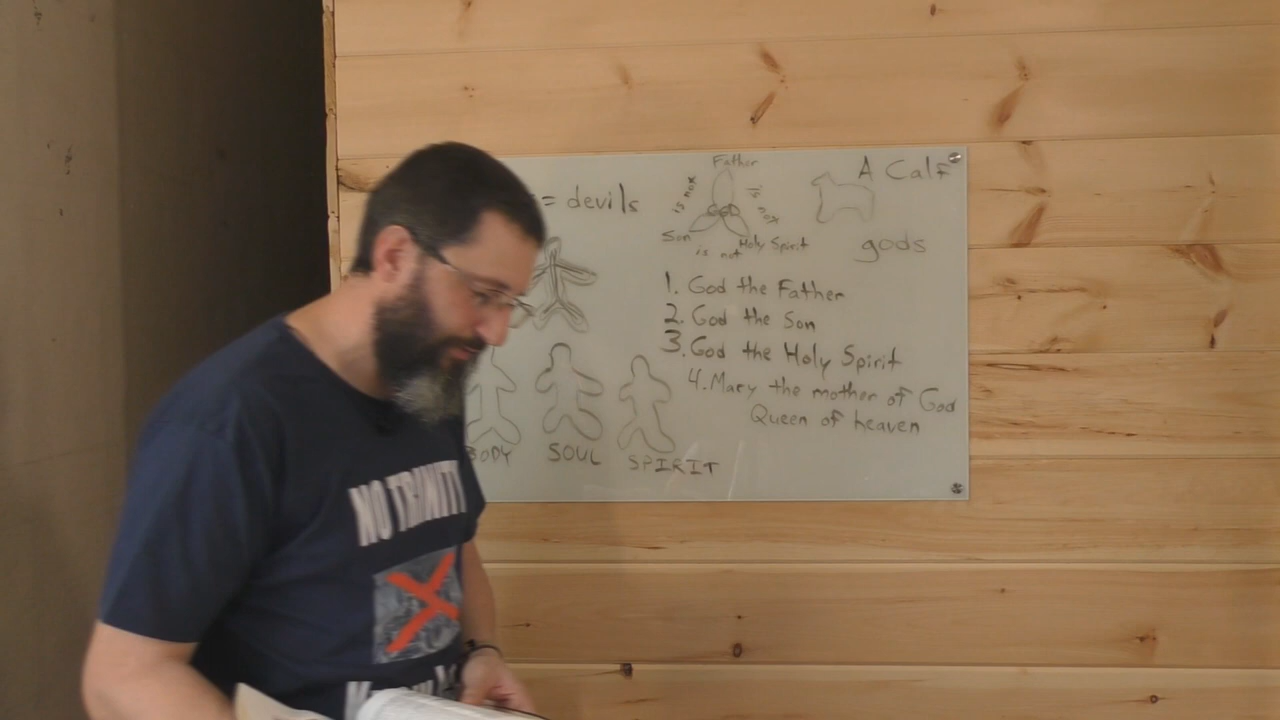 = devils
Father
is not
is not
GOD
Son
is not
Holy Spirit
A Calf
gods
1. God the Father
2. God the Son
3. God the Holy Spirit
4. Mary the mother of God
Queen of heaven
BODY
SOUL
SPIRIT
NO TRINITY